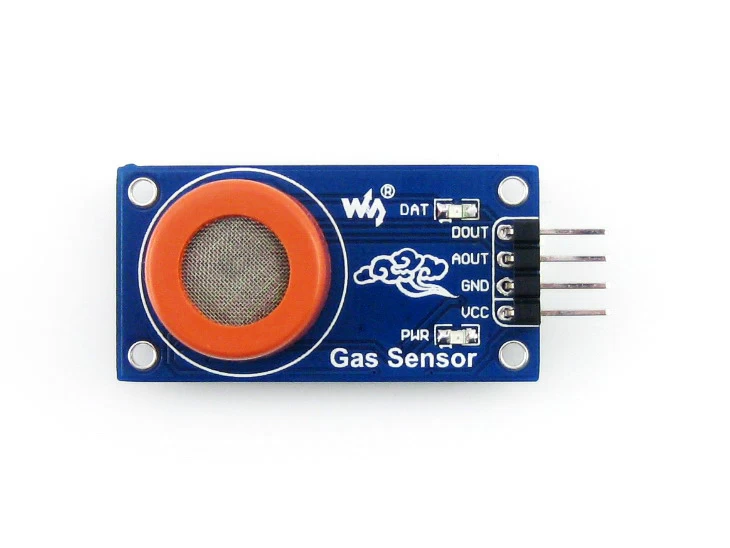 W ®
DAT
DOUT
AOUT
GND
VCC
PWR
Gas Sensor